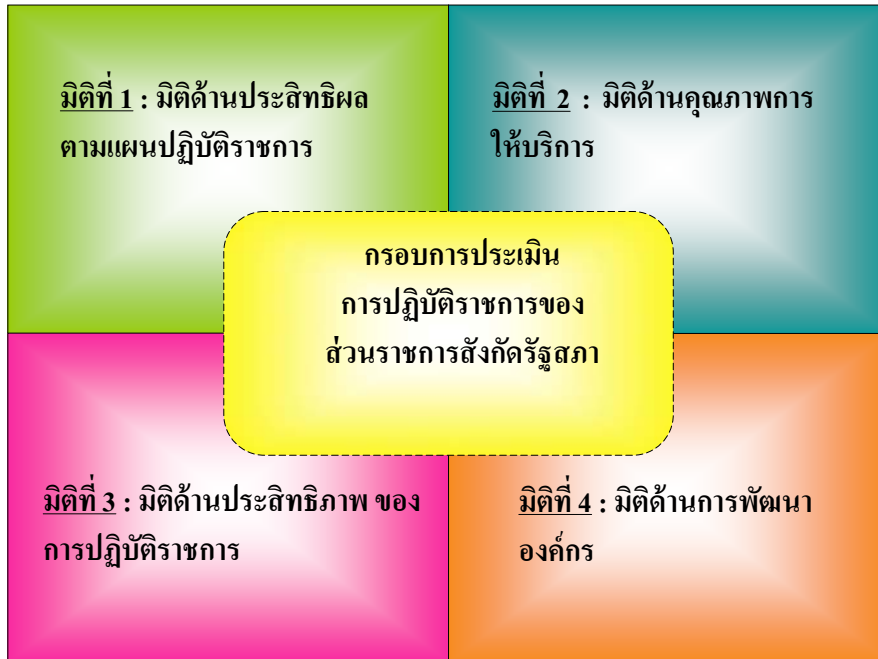 มิติที่ 1 : มิติด้านประสิทธิผล
ตามแผนปฏิบัติราชการ
มิติที่ 2 : มิติด้านคุณภาพการ
ให้บริการ
กรอบการประเมิน
การปฏิบัติราชการของ
ส่วนราชการสังกัดรัฐสภา
มิติที่ 3 : มิติด้านประสิทธิภาพ ของ
การปฏิบัติราชการ
มิติที่ 4 : มิติด้านการพัฒนา
องค์กร